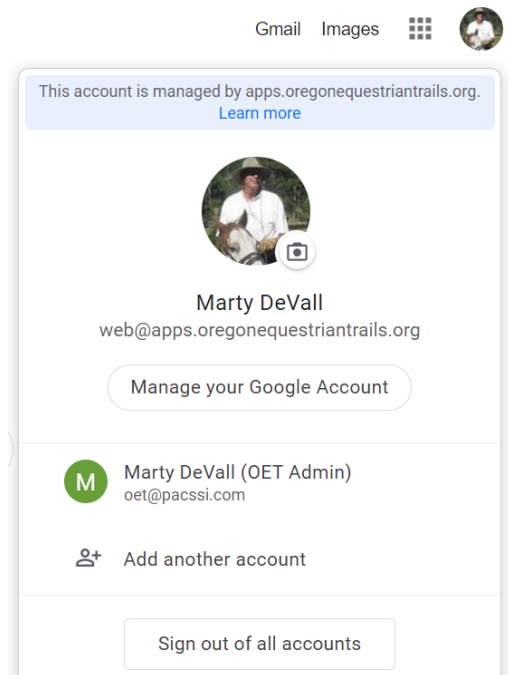 Gmail Images
This account is managed by apps.oregonequestriantrails.org.
Learn more
Marty DeVall
web@apps.oregonequestriantrails.org
Manage your Google Account
M
Marty DeVall (OET Admin)
oet@pacssi.com
Add another account
Sign out of all accounts